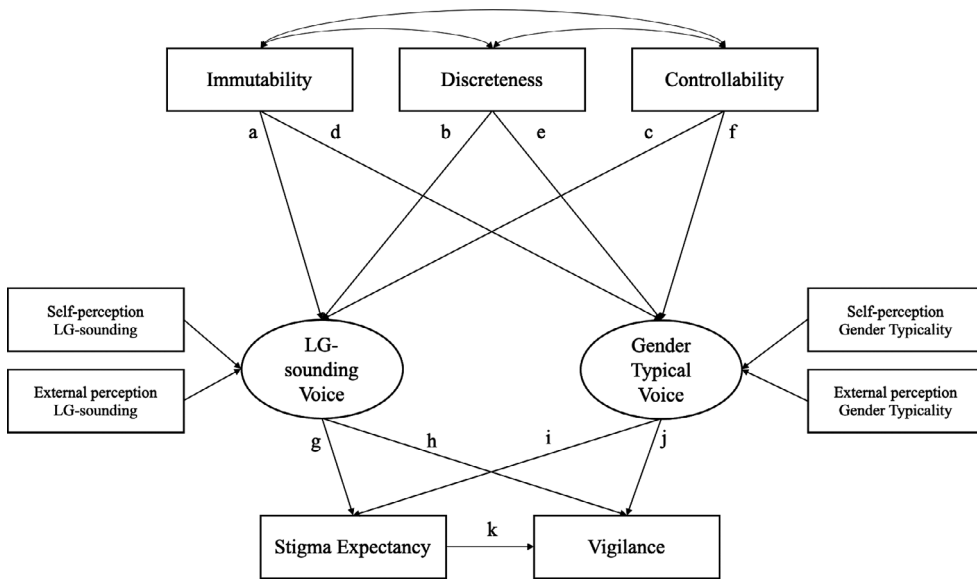 Immutability
Discreteness
Controllability
a
d
b
e
c
f
Self-perception
LG-sounding
External perception
LG-sounding
LG-
sounding
Voice
Gender
Typical
Voice
Self-perception
Gender Typicality
External perception
Gender Typicality
g
h
i
j
Stigma Expectancy
k
Vigilance